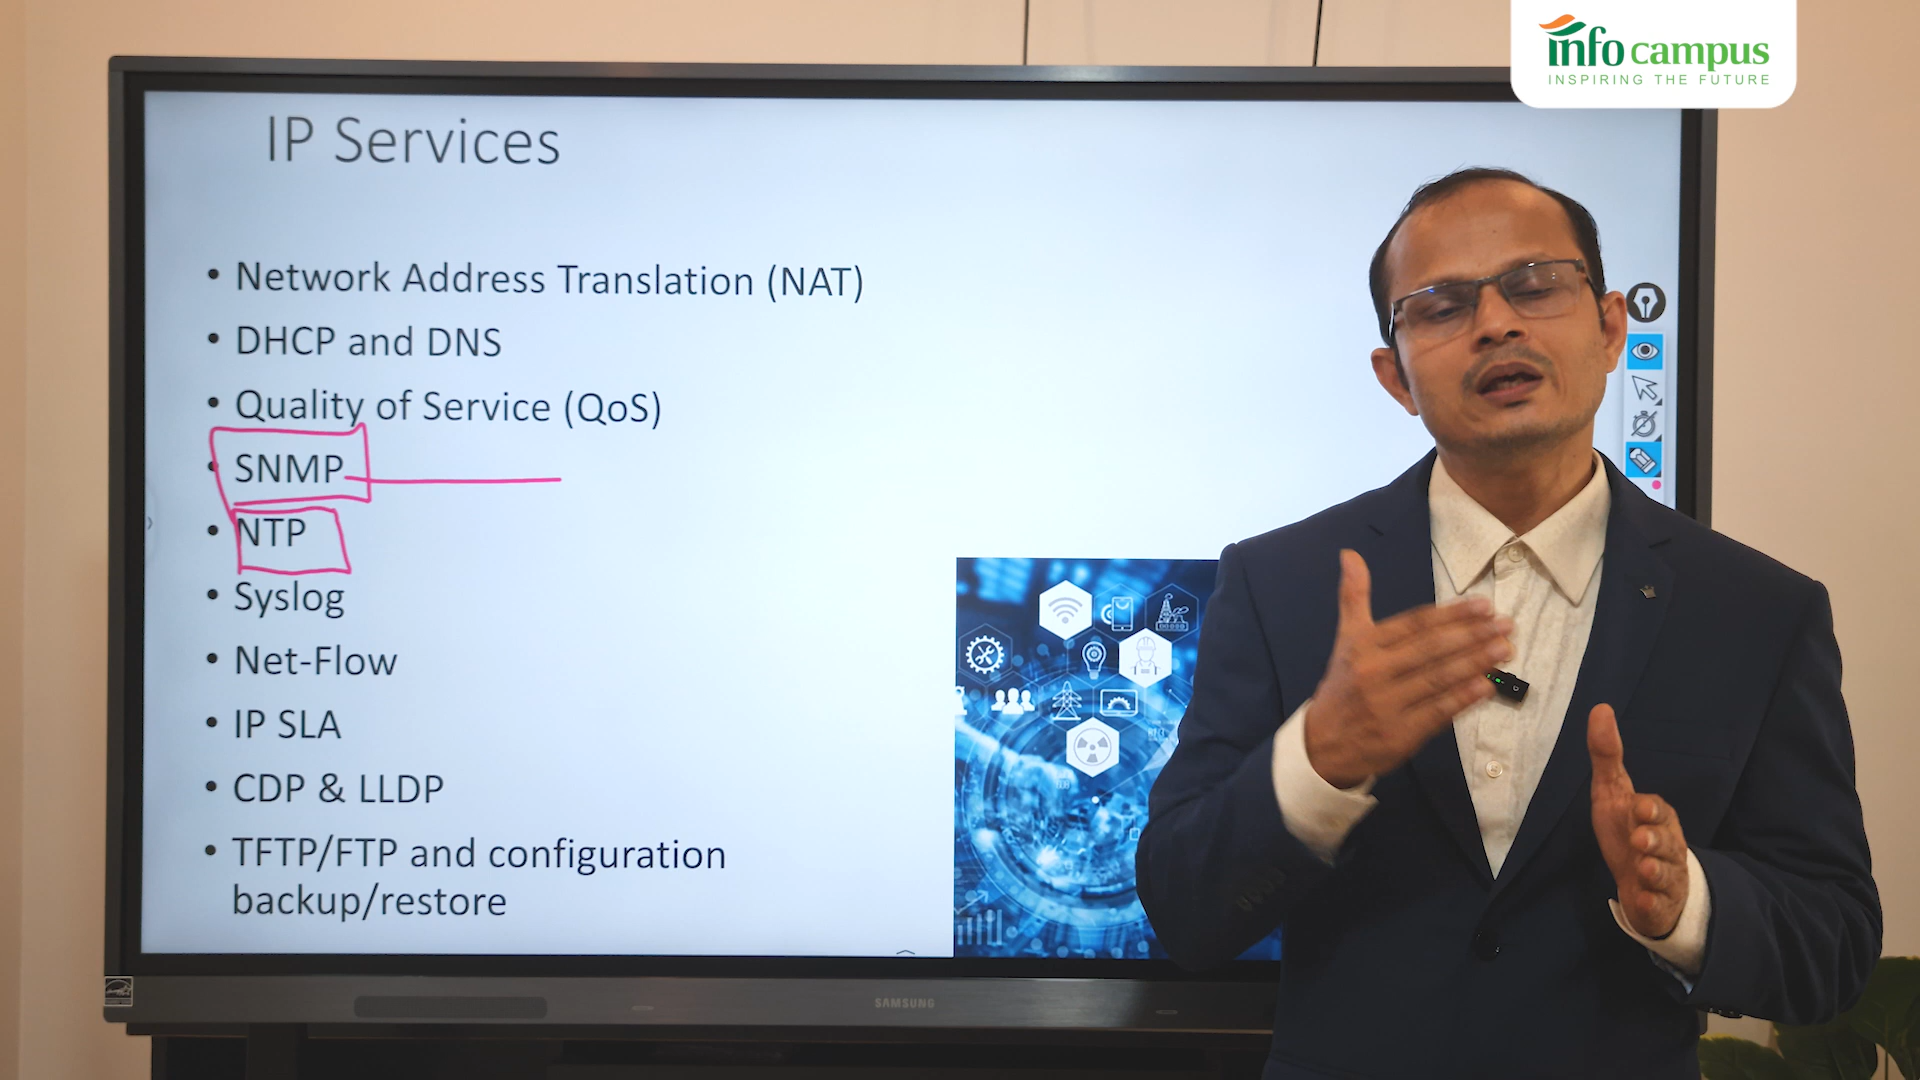 info campus
INSPIRING THE FUTURE
IP Services
• Network Address Translation (NAT)
• DHCP and DNS
• Quality of Service (QoS)
• SNMP
• NTP
• Syslog
• Net-Flow
• IP SLA
• CDP & LLDP
• TFTP/FTP and configuration
backup/restore
SAMSUNG